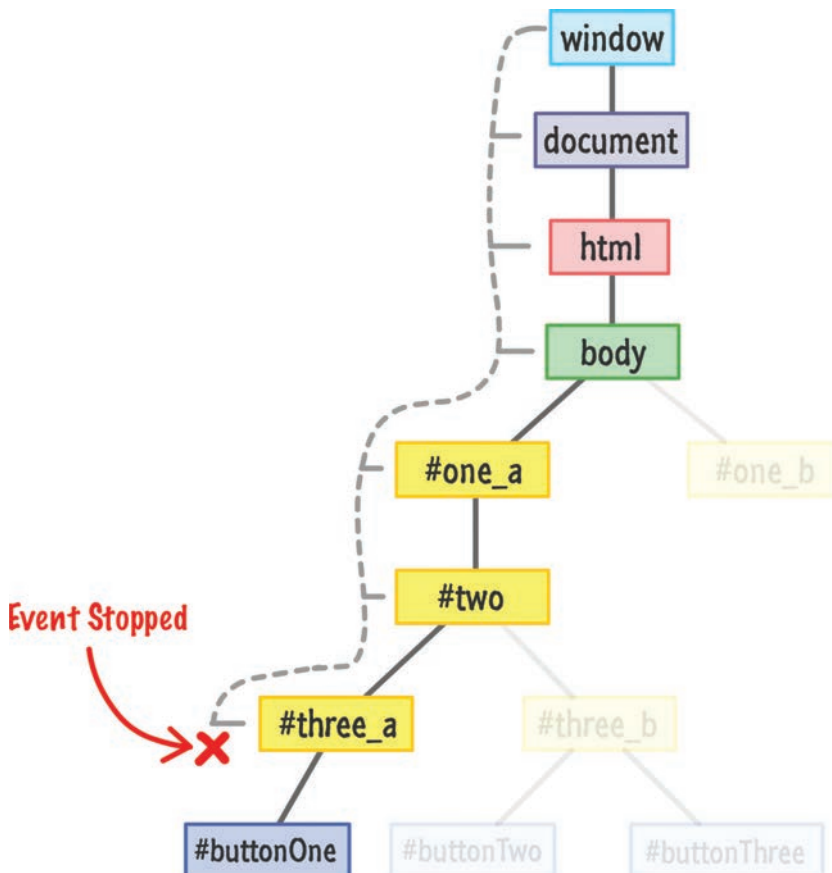 window
document
html
body
#one_a
#one_b
#two
Event Stopped
#three_a
#three_b
#buttonOne
#buttonTwo
#buttonThree